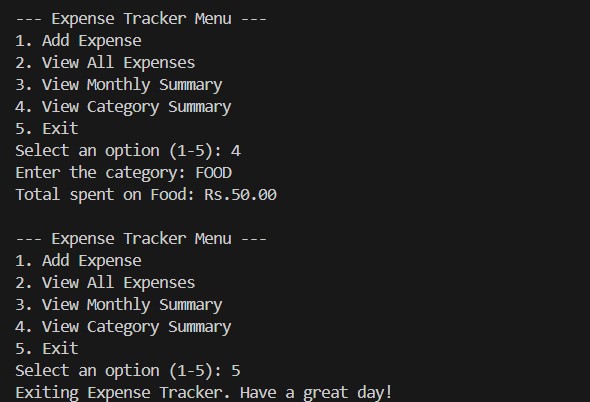 --- Expense Tracker Menu ---
1. Add Expense
2. View All Expenses
3. View Monthly Summary
4. View Category Summary
5. Exit
Select an option (1-5): 4
Enter the category: FOOD
Total spent on Food: Rs.50.00
--- Expense Tracker Menu ---
1. Add Expense
2. View All Expenses
3. View Monthly Summary
4. View Category Summary
5. Exit
Select an option (1-5): 5
Exiting Expense Tracker. Have a great day!